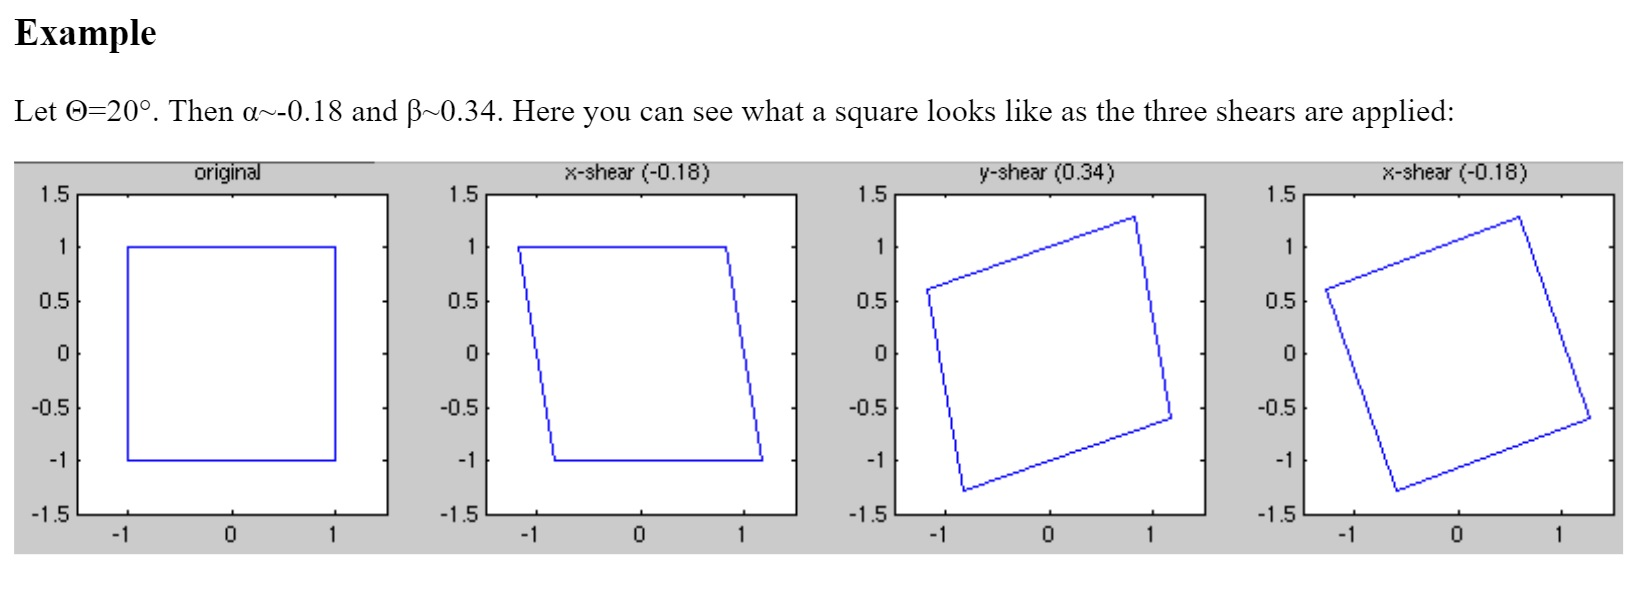 Example
Let Θ=20°. Then α~-0.18 and β~0.34. Here you can see what a square looks like as the three shears are applied:
original
1.5
1
0.5
0
-0.5
-1
-1.5
-1 0 1
x-shear (-0.18)
1.5
1
0.5
0
-0.5
-1
-1.5
-1 0 1
y-shear (0.34)
1.5
1
0.5
0
-0.5
-1
-1.5
-1 0 1
x-shear (-0.18)
1.5
1
0.5
0
-0.5
-1
-1.5
-1 0 1